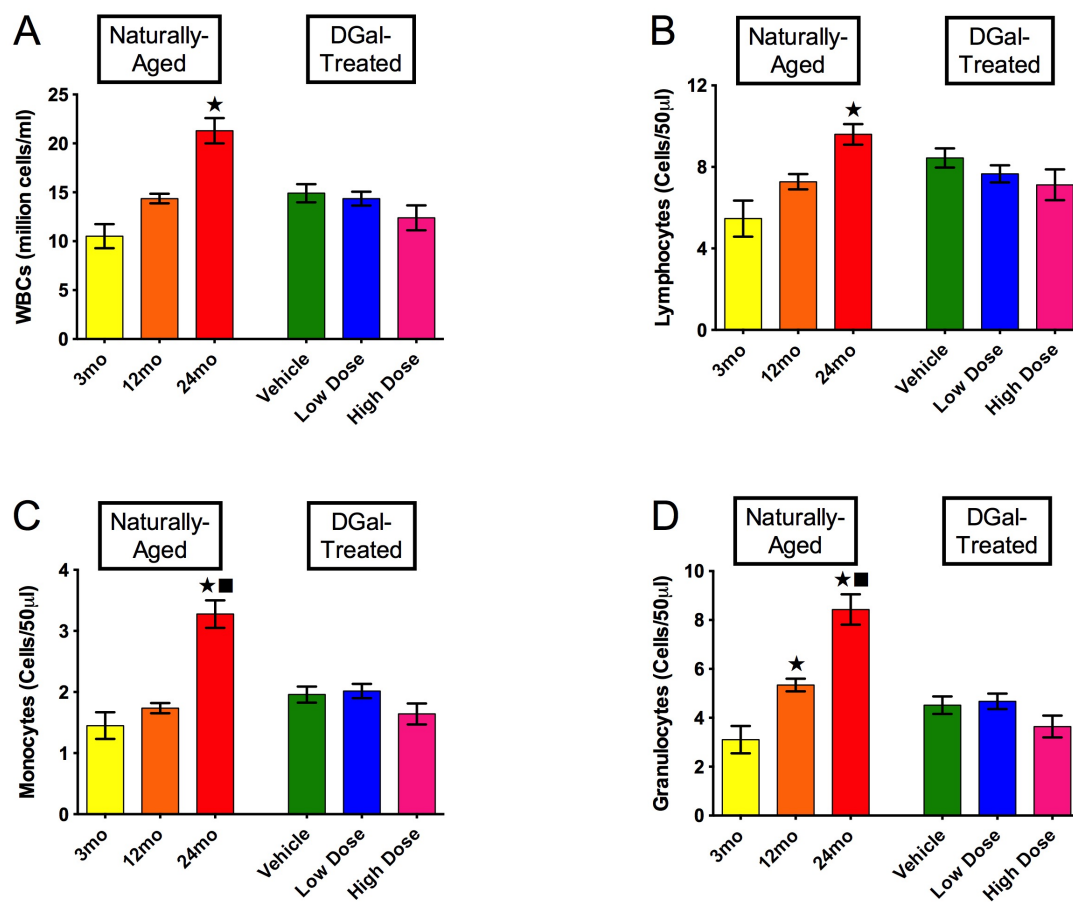 A
Naturally-
Aged
DGal-
Treated
WBCs (million cells/ml)
25
20
15
10
5
0
3mo
12mo
24mo
Vehicle
Low Dose
High Dose
B
Naturally-
Aged
DGal-
Treated
Lymphocytes (Cells/50µl)
12
8
4
0
3mo
12mo
24mo
Vehicle
Low Dose
High Dose
C
Naturally-
Aged
DGal-
Treated
Monocytes (Cells/50µl)
4
3
2
1
0
3mo
12mo
24mo
Vehicle
Low Dose
High Dose
D
Naturally-
Aged
DGal-
Treated
Granulocytes (Cells/50µl)
10
8
6
4
2
0
3mo
12mo
24mo
Vehicle
Low Dose
High Dose